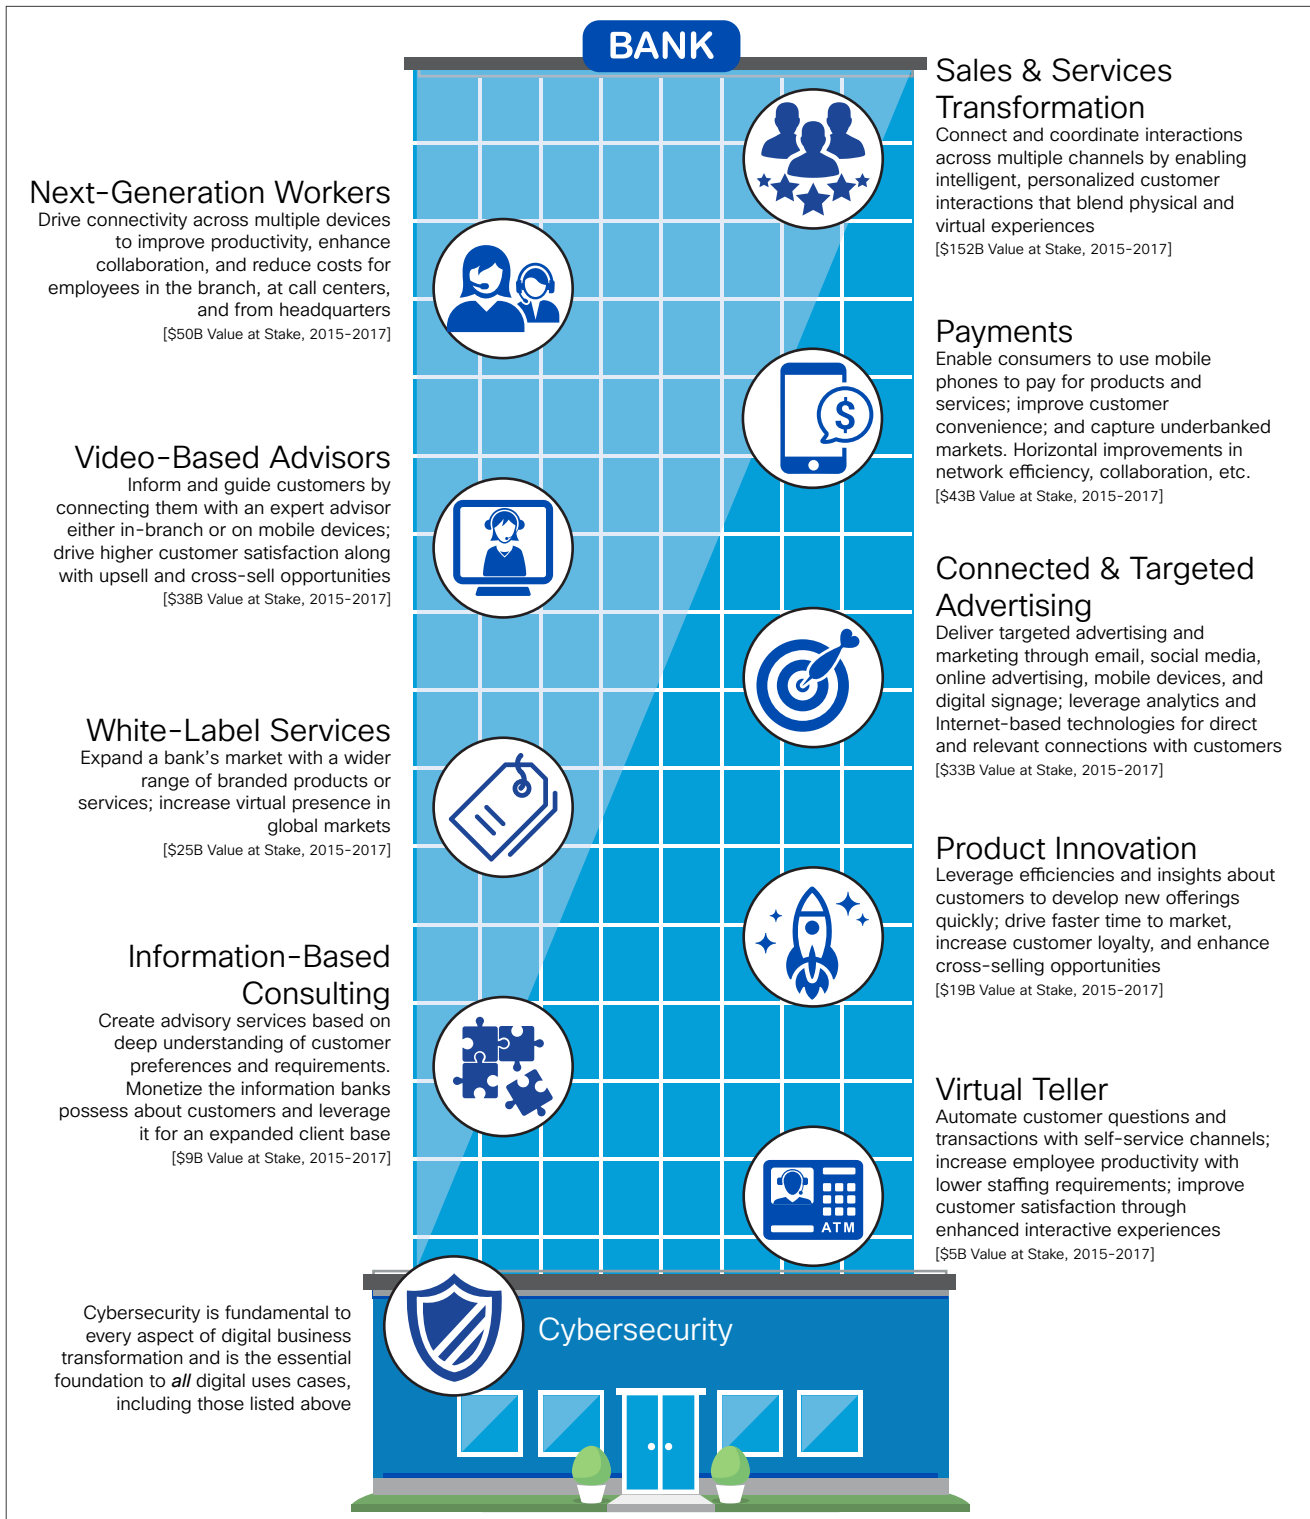 BANK
Sales & Services
Transformation
Connect and coordinate interactions
across multiple channels by enabling
intelligent, personalized customer
interactions that blend physical and
virtual experiences
[$152B Value at Stake, 2015-2017]
Next-Generation Workers
Drive connectivity across multiple devices
to improve productivity, enhance
collaboration, and reduce costs for
employees in the branch, at call centers,
and from headquarters
[$50B Value at Stake, 2015-2017]
Payments
Enable consumers to use mobile
phones to pay for products and
services; improve customer
convenience; and capture underbanked
markets. Horizontal improvements in
network efficiency, collaboration, etc.
[$43B Value at Stake, 2015-2017]
$
Video-Based Advisors
Inform and guide customers by
connecting them with an expert advisor
either in-branch or on mobile devices;
drive higher customer satisfaction along
with upsell and cross-sell opportunities
[$38B Value at Stake, 2015-2017]
Connected & Targeted
Advertising
Deliver targeted advertising and
marketing through email, social media,
online advertising, mobile devices, and
digital signage; leverage analytics and
Internet-based technologies for direct
and relevant connections with customers
[$33B Value at Stake, 2015-2017]
White-Label Services
Expand a bank's market with a wider
range of branded products or
services; increase virtual presence in
global markets
[$25B Value at Stake, 2015-2017]
Product Innovation
Leverage efficiencies and insights about
customers to develop new offerings
quickly; drive faster time to market,
increase customer loyalty, and enhance
cross-selling opportunities
[$19B Value at Stake, 2015-2017]
Information-Based
Consulting
Create advisory services based on
deep understanding of customer
preferences and requirements.
Monetize the information banks
possess about customers and leverage
it for an expanded client base
[$9B Value at Stake, 2015-2017]
Virtual Teller
Automate customer questions and
transactions with self-service channels;
increase employee productivity with
lower staffing requirements; improve
customer satisfaction through
enhanced interactive experiences
[$5B Value at Stake, 2015-2017]
ATM
Cybersecurity is fundamental to
every aspect of digital business
transformation and is the essential
foundation to all digital uses cases,
including those listed above
Cybersecurity